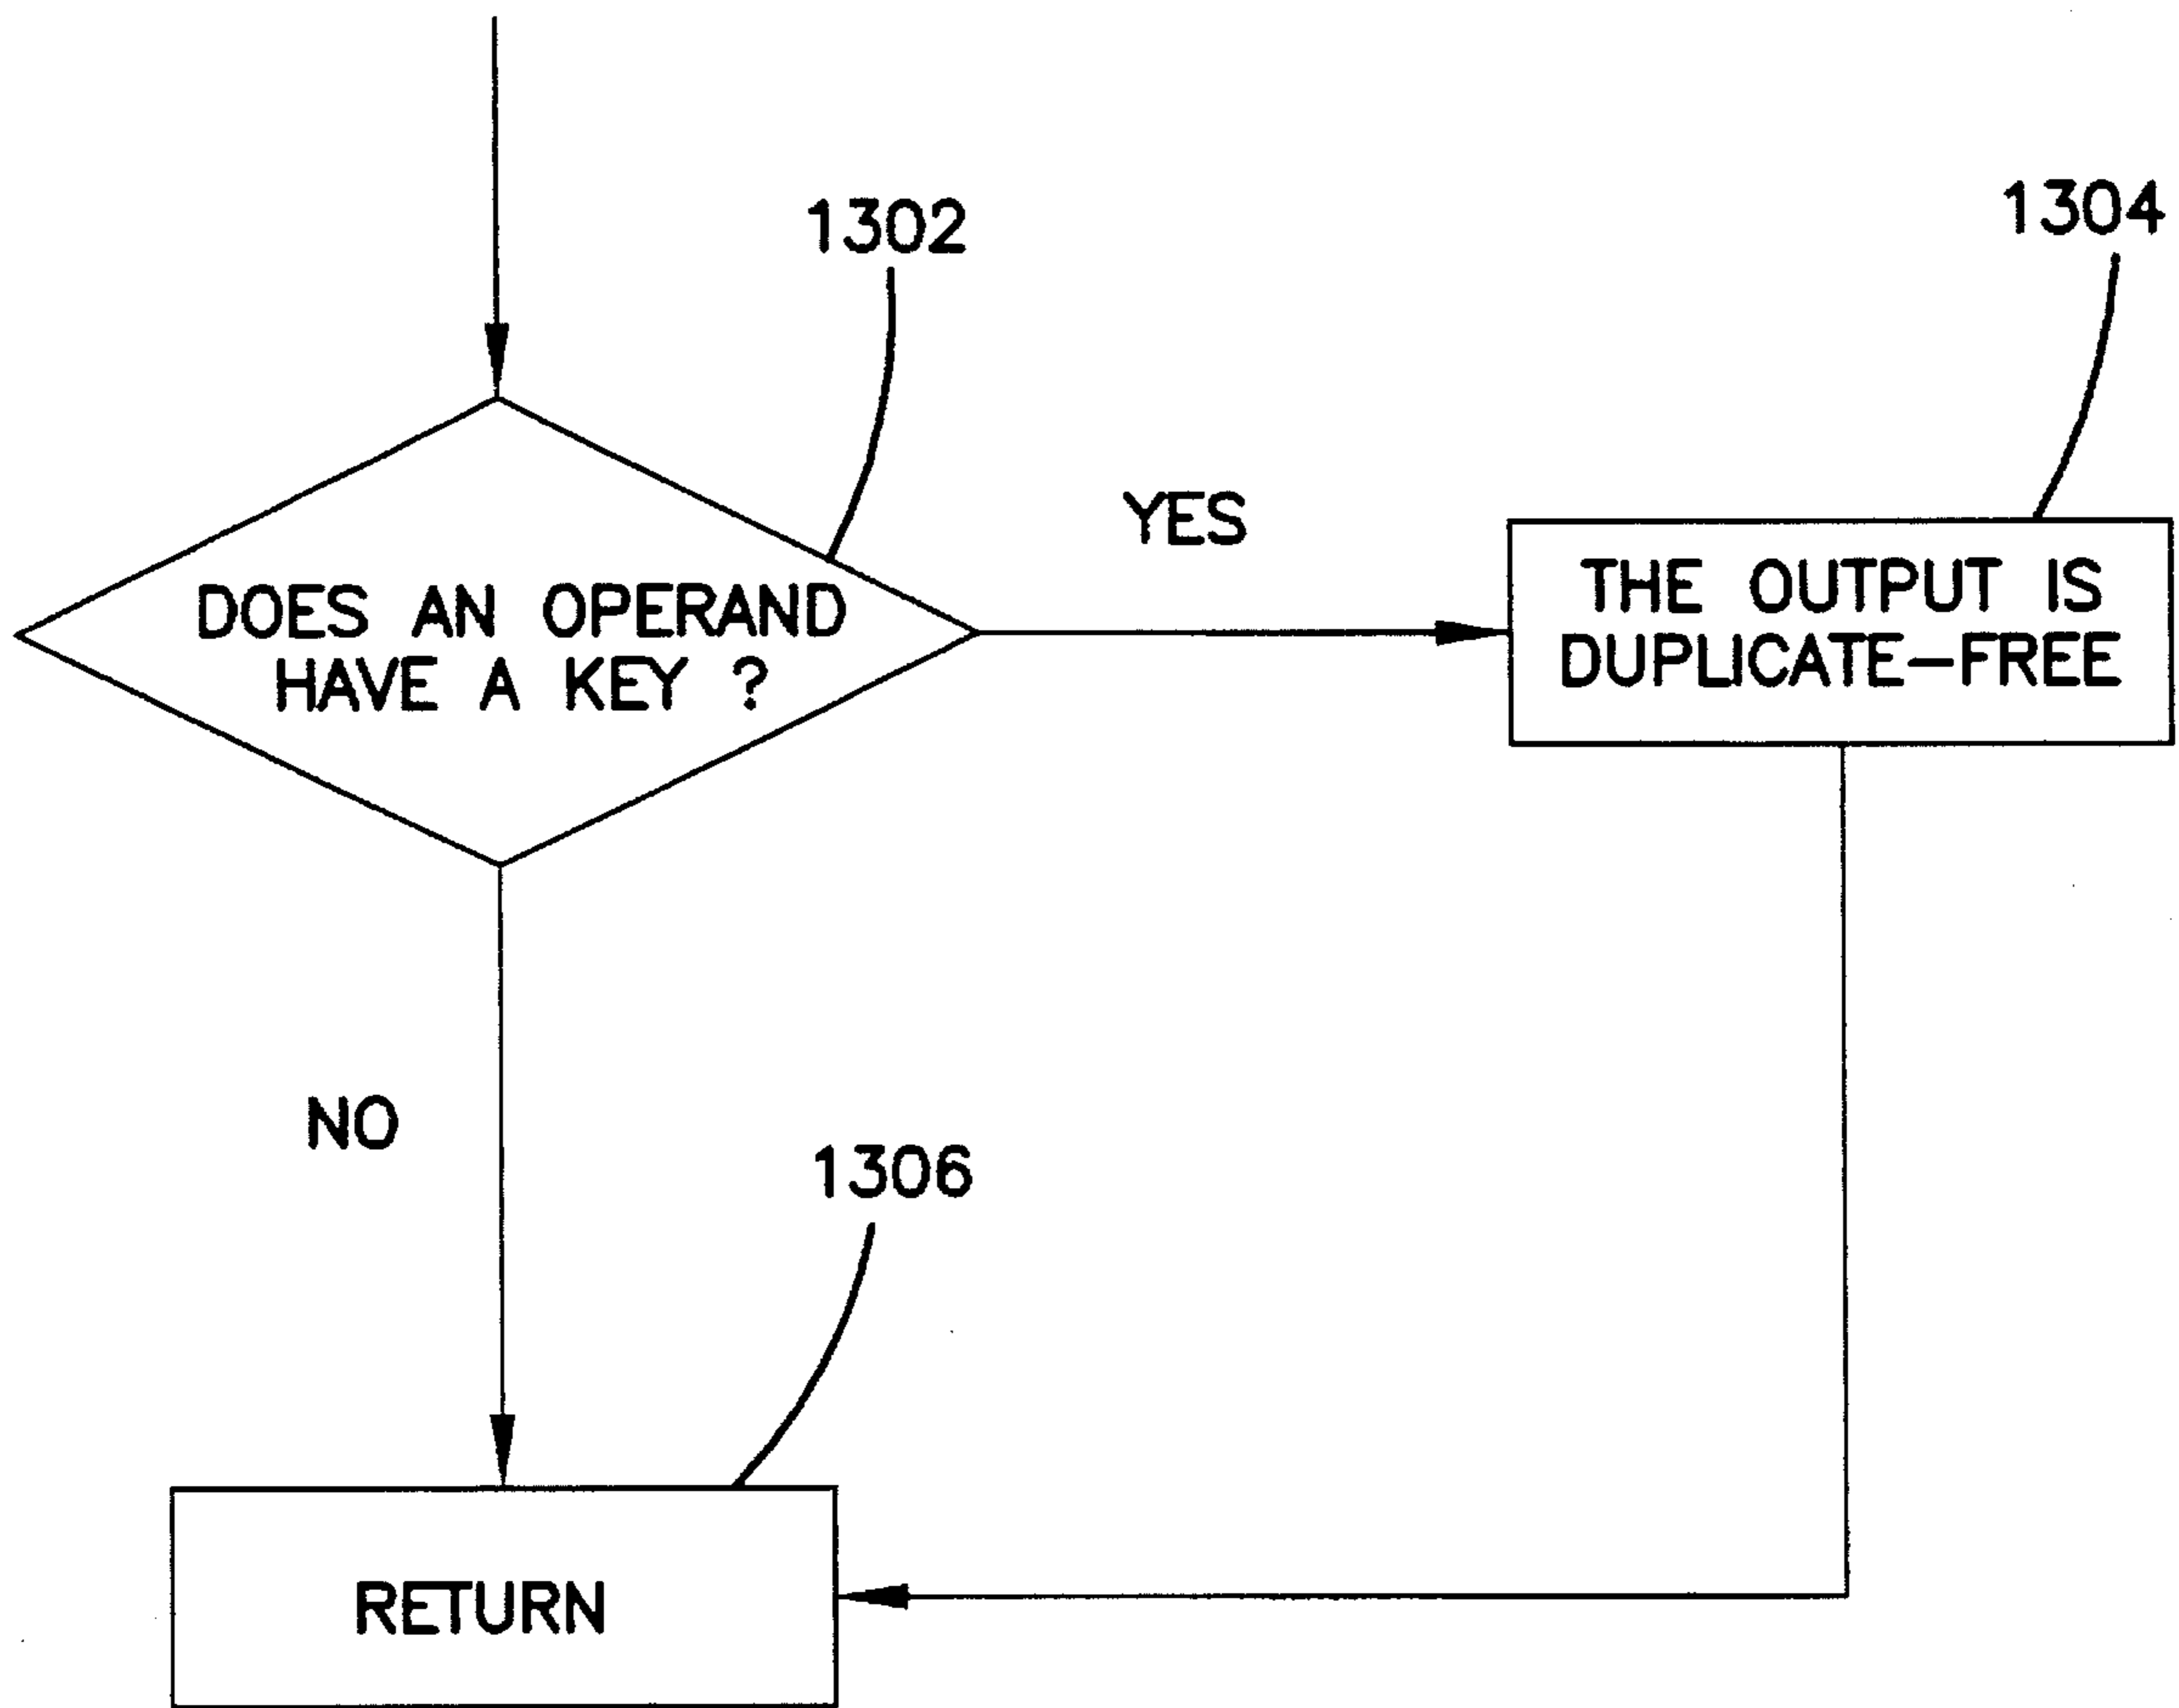 1302
1304
YES
DOES AN OPERAND
HAVE A KEY ?
THE OUTPUT IS
DUPLICATE-FREE
NO
1306
RETURN